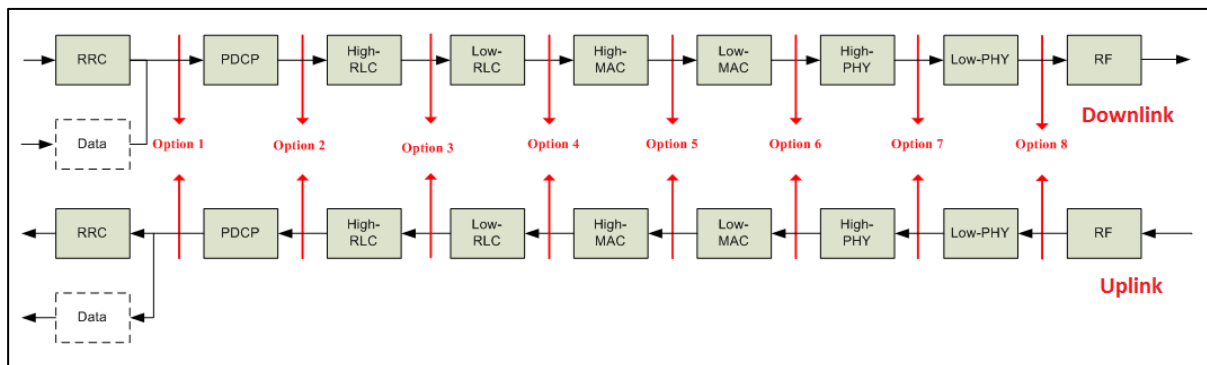 RRC
PDCP
High-
RLC
Low-
RLC
High-
MAC
Low-
MAC
High-
PHY
Low-PHY
RF
Downlink
Data
Option 1
Option 2
Option 3
Option 4
Option 5
Option 6
Option 7
Option 8
RRC
PDCP
High-
RLC
Low-
RLC
High-
MAC
Low-
MAC
High-
PHY
Low-PHY
RF
Uplink
Data